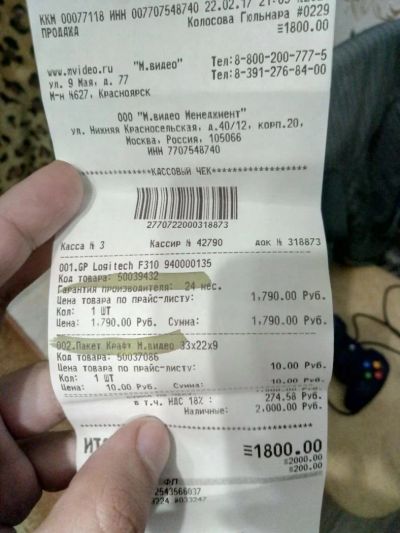 ККМ 00077118 ИНН 007707548740 22.02.17
Колосова Гюльнара #0229
ПРОДАЖА
≡1800.00
www.mvideo.ru "М.видео" Тел:8-800-200-777-5
ул. 9 Мая, д. 77 Тел:8-391-276-84-00
М-н №627, Красноярск
ООО "М.видео Менеджмент"
ул. Нижняя Красносельская, д.40/12, корп.20,
Москва, Россия, 105066
ИНН 7707548740
КАССОВЫЙ ЧЕК
2770722000318873
Касса № 3 Кассир № 42790 док № 318873
001.GP Logitech F310 940000135
Код товара: 50039432
Гарантия производителя: 24 мес.
Цена товара по прайс-листу: 1,790.00 Руб.
Кол: 1 ШТ
Цена: 1,790.00 Руб. Сумма: 1,790.00 Руб.
002.Пакет Крафт М.видео 33x22x9
Код товара: 50037086
Цена товара по прайс-листу: 10.00 Руб.
Кол: 1 ШТ
Цена: 10.00 Руб. Сумма: 10.00 Руб.
в т.ч. НДС 18% : 274.58 Руб.
Наличные: 2,000.00 Руб.
≡1800.00
≡2000.00
≡200.00
ФП